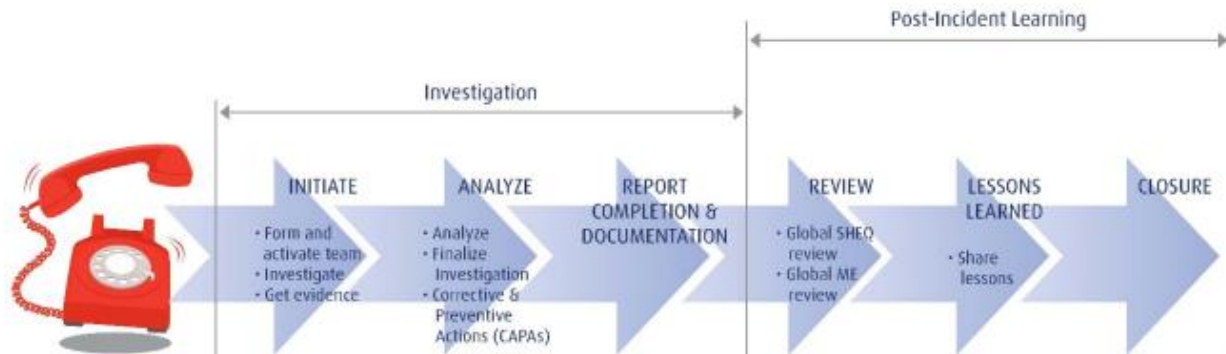 Post-Incident Learning
Investigation
INITIATE
• Form and
activate team
• Investigate
• Get evidence
ANALYZE
• Analyze
• Finalize
Investigation
• Corrective &
Preventive
Actions (CAPAs)
REPORT
COMPLETION &
DOCUMENTATION
REVIEW
• Global SHEQ
review
• Global ME
review
LESSONS
LEARNED
• Share
lessons
CLOSURE